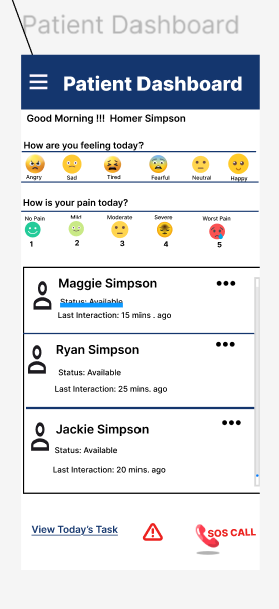 Patient Dashboard
Patient Dashboard
Good Morning !!! Homer Simpson
How are you feeling today?
Angry Sad Tired Fearful Neutral Happy
How is your pain today?
No Pain Mild Moderate Severe Worst Pain
1 2 3 4 5
Maggie Simpson
Status: Available
Last Interaction: 15 mins . ago
Ryan Simpson
Status: Available
Last Interaction: 25 mins. ago
Jackie Simpson
Status: Available
Last Interaction: 20 mins. ago
View Today's Task
SOS CALL